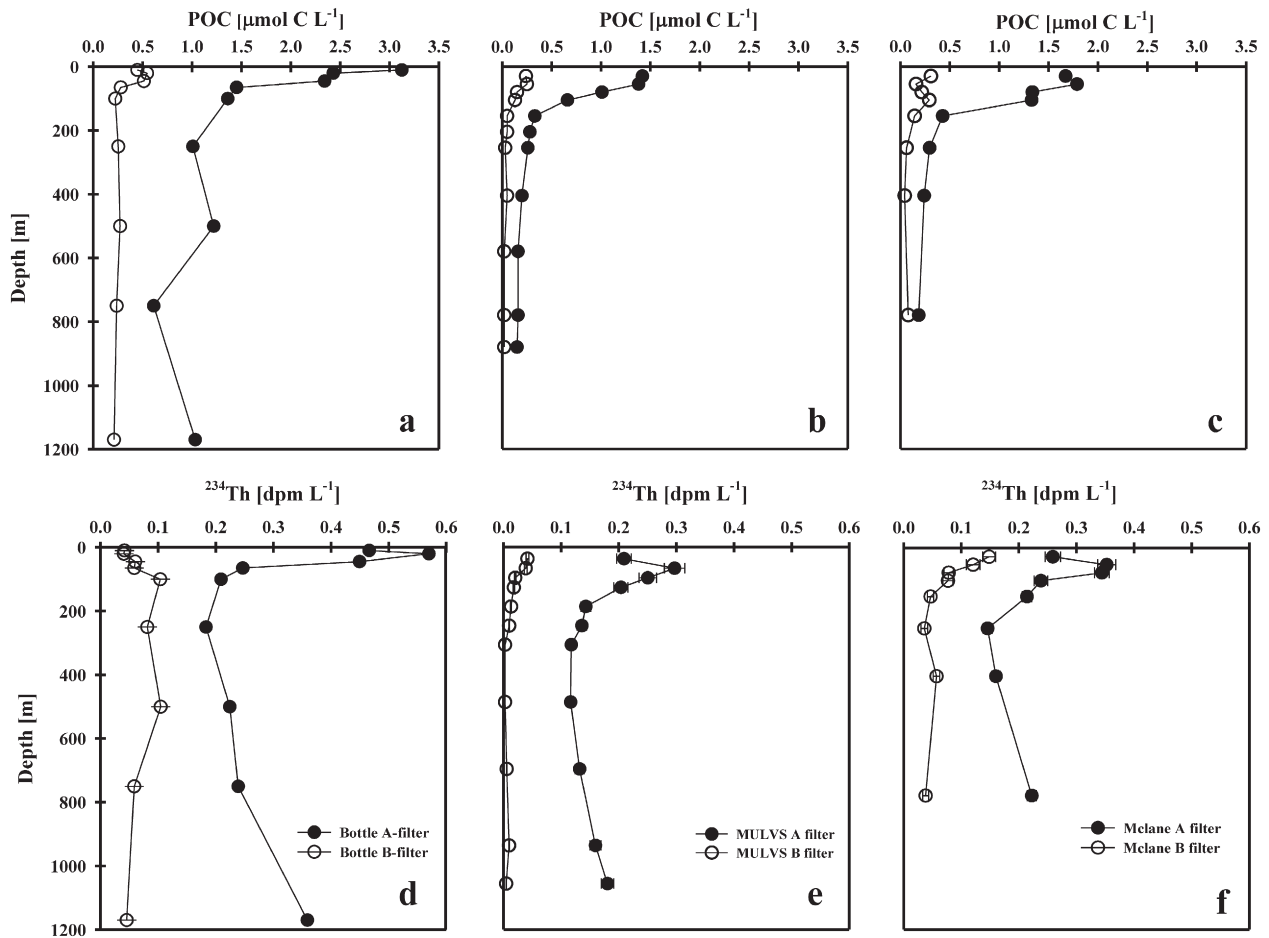 POC [μmol C L-1] POC [μmol C L-1] POC [μmol C L-1]
0.0 0.5 1.0 1.5 2.0 2.5 3.0 3.5 0.0 0.5 1.0 1.5 2.0 2.5 3.0 3.5 0.0 0.5 1.0 1.5 2.0 2.5 3.0 3.5
0
200
400
600
800
1000
1200
Depth [m]
a b c
234Th [dpm L-1] 234Th [dpm L-1] 234Th [dpm L-1]
0.0 0.1 0.2 0.3 0.4 0.5 0.6 0.0 0.1 0.2 0.3 0.4 0.5 0.6 0.0 0.1 0.2 0.3 0.4 0.5 0.6
0
200
400
600
800
1000
1200
Depth [m]
Bottle A-filter
Bottle B-filter
d
MULVS A filter
MULVS B filter
e
Mclane A filter
Mclane B filter
f